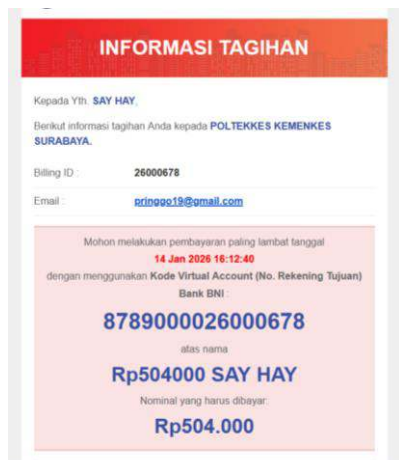 INFORMASI TAGIHAN
Kepada Yth. SAY HAY,
Berikut informasi tagihan Anda kepada POLTEKKES KEMENKES
SURABAYA.
Billing ID : 26000678
Email : pringgo19@gmail.com
Mohon melakukan pembayaran paling lambat tanggal
14 Jan 2026 16:12:40
dengan menggunakan Kode Virtual Account (No. Rekening Tujuan)
Bank BNI :
8789000026000678
atas nama
Rp504000 SAY HAY
Nominal yang harus dibayar:
Rp504.000